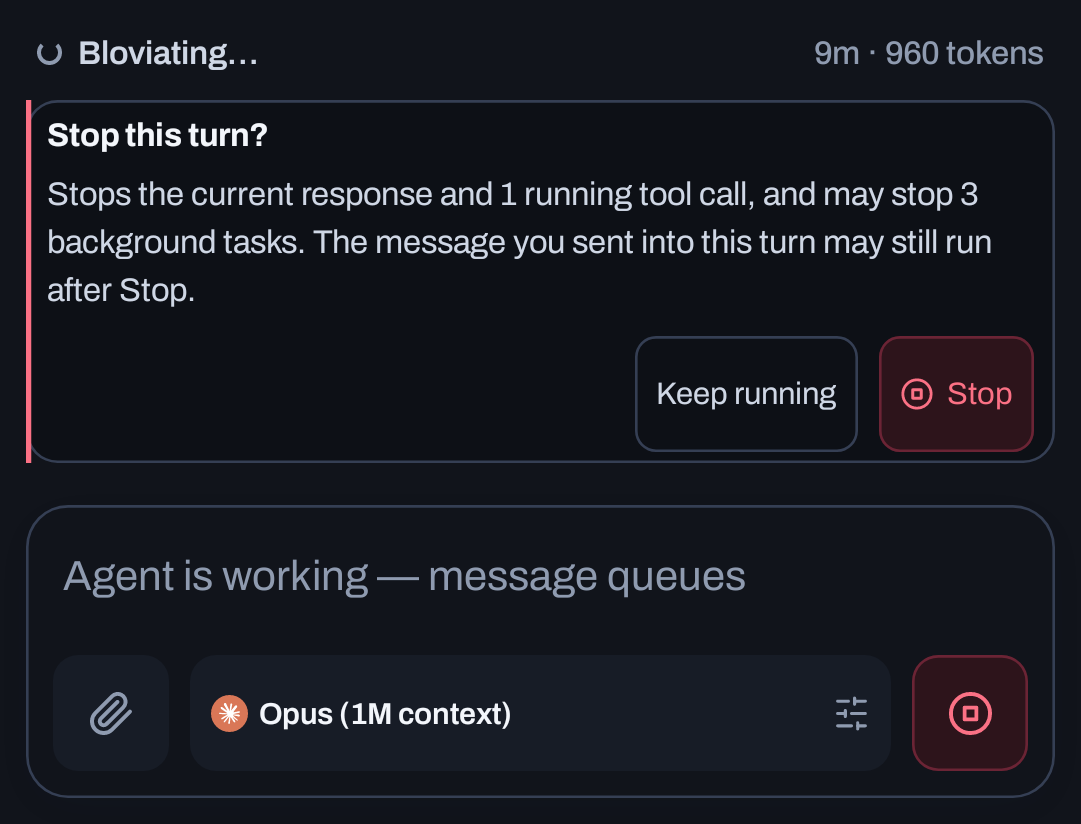 Bloviating...
9m · 960 tokens
Stop this turn?
Stops the current response and 1 running tool call, and may stop 3
background tasks. The message you sent into this turn may still run
after Stop.
Keep running
Stop
Agent is working — message queues
Opus (1M context)